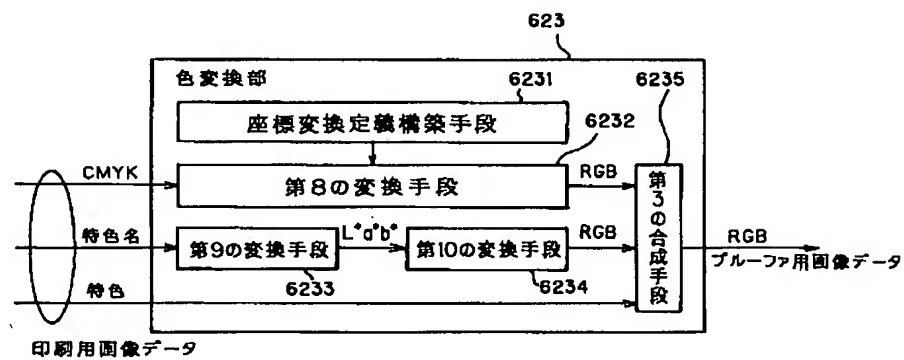 623
色変換部
6231
6235
座標変換定義構築手段
6232
CMYK
第8の変換手段
RGB
第3の合成手段
特色名
第9の変換手段
L*a*b*
第10の変換手段
RGB
RGB
プルーファ用画像データ
6233
6234
特色
印刷用画像データ